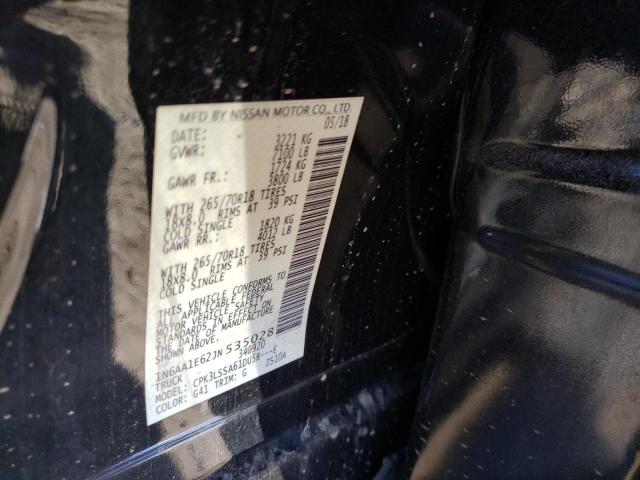 MFD BY NISSAN MOTOR CO., LTD.
DATE: 05/18
GVWR: 3221 KG
7100 LB
GAWR FR.: 1724 KG
3800 LB
WITH 265/70R18 TIRES
18X8.0 RIMS AT 39 PSI
COLD SINGLE
GAWR RR.: 1820 KG
4012 LB
WITH 265/70R18 TIRES
18X8.0 RIMS AT 39 PSI
COLD SINGLE
THIS VEHICLE CONFORMS TO
ALL APPLICABLE FEDERAL
MOTOR VEHICLE SAFETY
STANDARDS IN EFFECT ON
THE DATE OF MANUFACTURE
SHOWN ABOVE.
1N6AA1E62JN535028
TRUCK
MODEL: CPK3LSSA61DU5B---E
COLOR: G41 TRIM: G 2510A